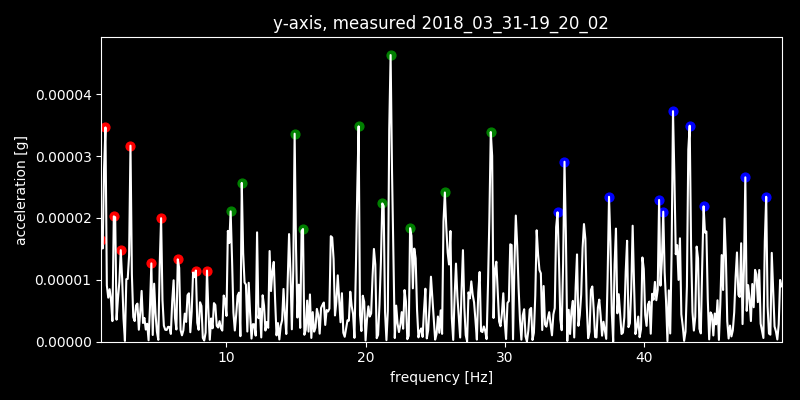 y-axis, measured 2018_03_31-19_20_02
acceleration [g]
0.00004
0.00003
0.00002
0.00001
0.00000
10 20 30 40
frequency [Hz]